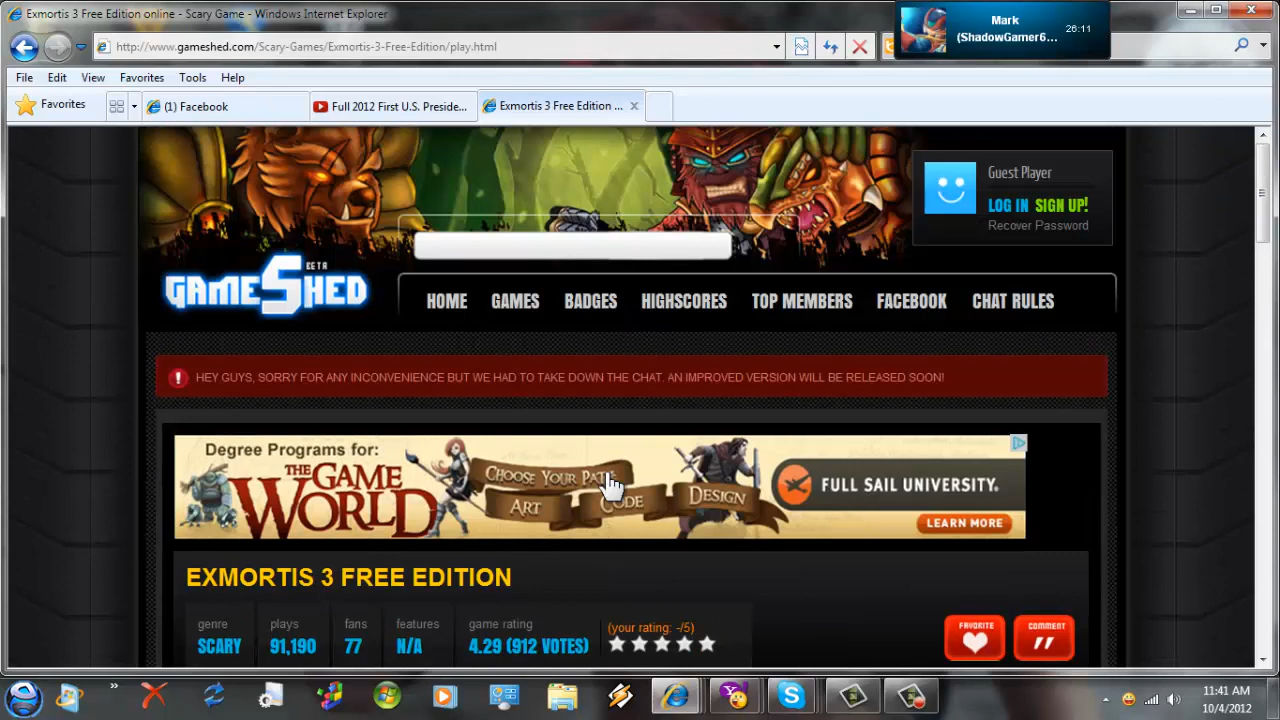 Exmortis 3 Free Edition online - Scary Game - Windows Internet Explorer
Mark
(ShadowGamer6...
26:11
http://www.gameshed.com/Scary-Games/Exmortis-3-Free-Edition/play.html
File Edit View Favorites Tools Help
Favorites
(1) Facebook
Full 2012 First U.S. Preside...
Exmortis 3 Free Edition ...
Guest Player
LOG IN SIGN UP!
Recover Password
GAMESHED BETA
HOME GAMES BADGES HIGHSCORES TOP MEMBERS FACEBOOK CHAT RULES
HEY GUYS, SORRY FOR ANY INCONVENIENCE BUT WE HAD TO TAKE DOWN THE CHAT. AN IMPROVED VERSION WILL BE RELEASED SOON!
Degree Programs for:
THE GAME
WORLD
CHOOSE YOUR PATH
ART CODE DESIGN
FULL SAIL UNIVERSITY.
LEARN MORE
EXMORTIS 3 FREE EDITION
genre plays fans features game rating
SCARY 91,190 77 N/A 4.29 (912 VOTES)
(your rating: -/5)
FAVORITE
COMMENT
11:41 AM
10/4/2012